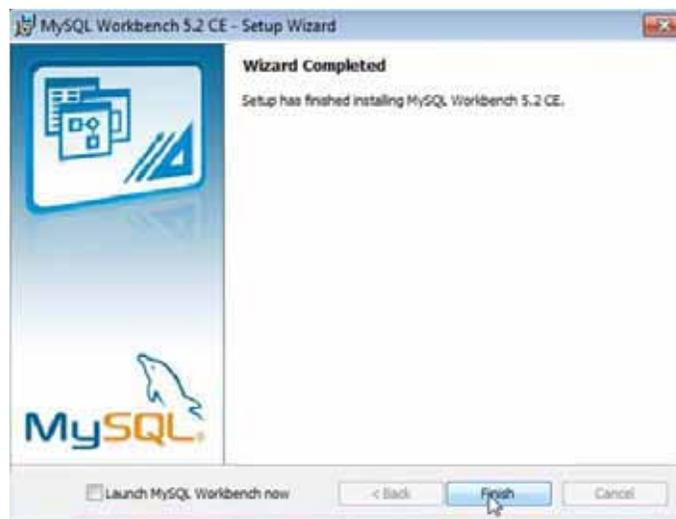 MySQL Workbench 5.2 CE - Setup Wizard
Wizard Completed
Setup has finished installing MySQL Workbench 5.2 CE.
MySQL.
Launch MySQL Workbench now
< Back
Finish
Cancel